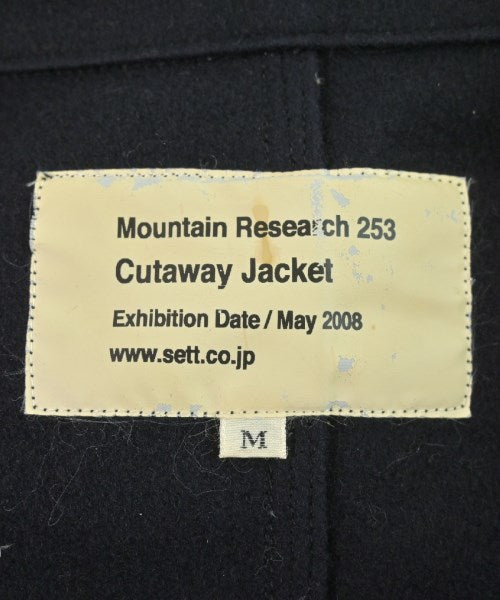 Mountain Research 253
Cutaway Jacket
Exhibition Date / May 2008
www.sett.co.jp
M